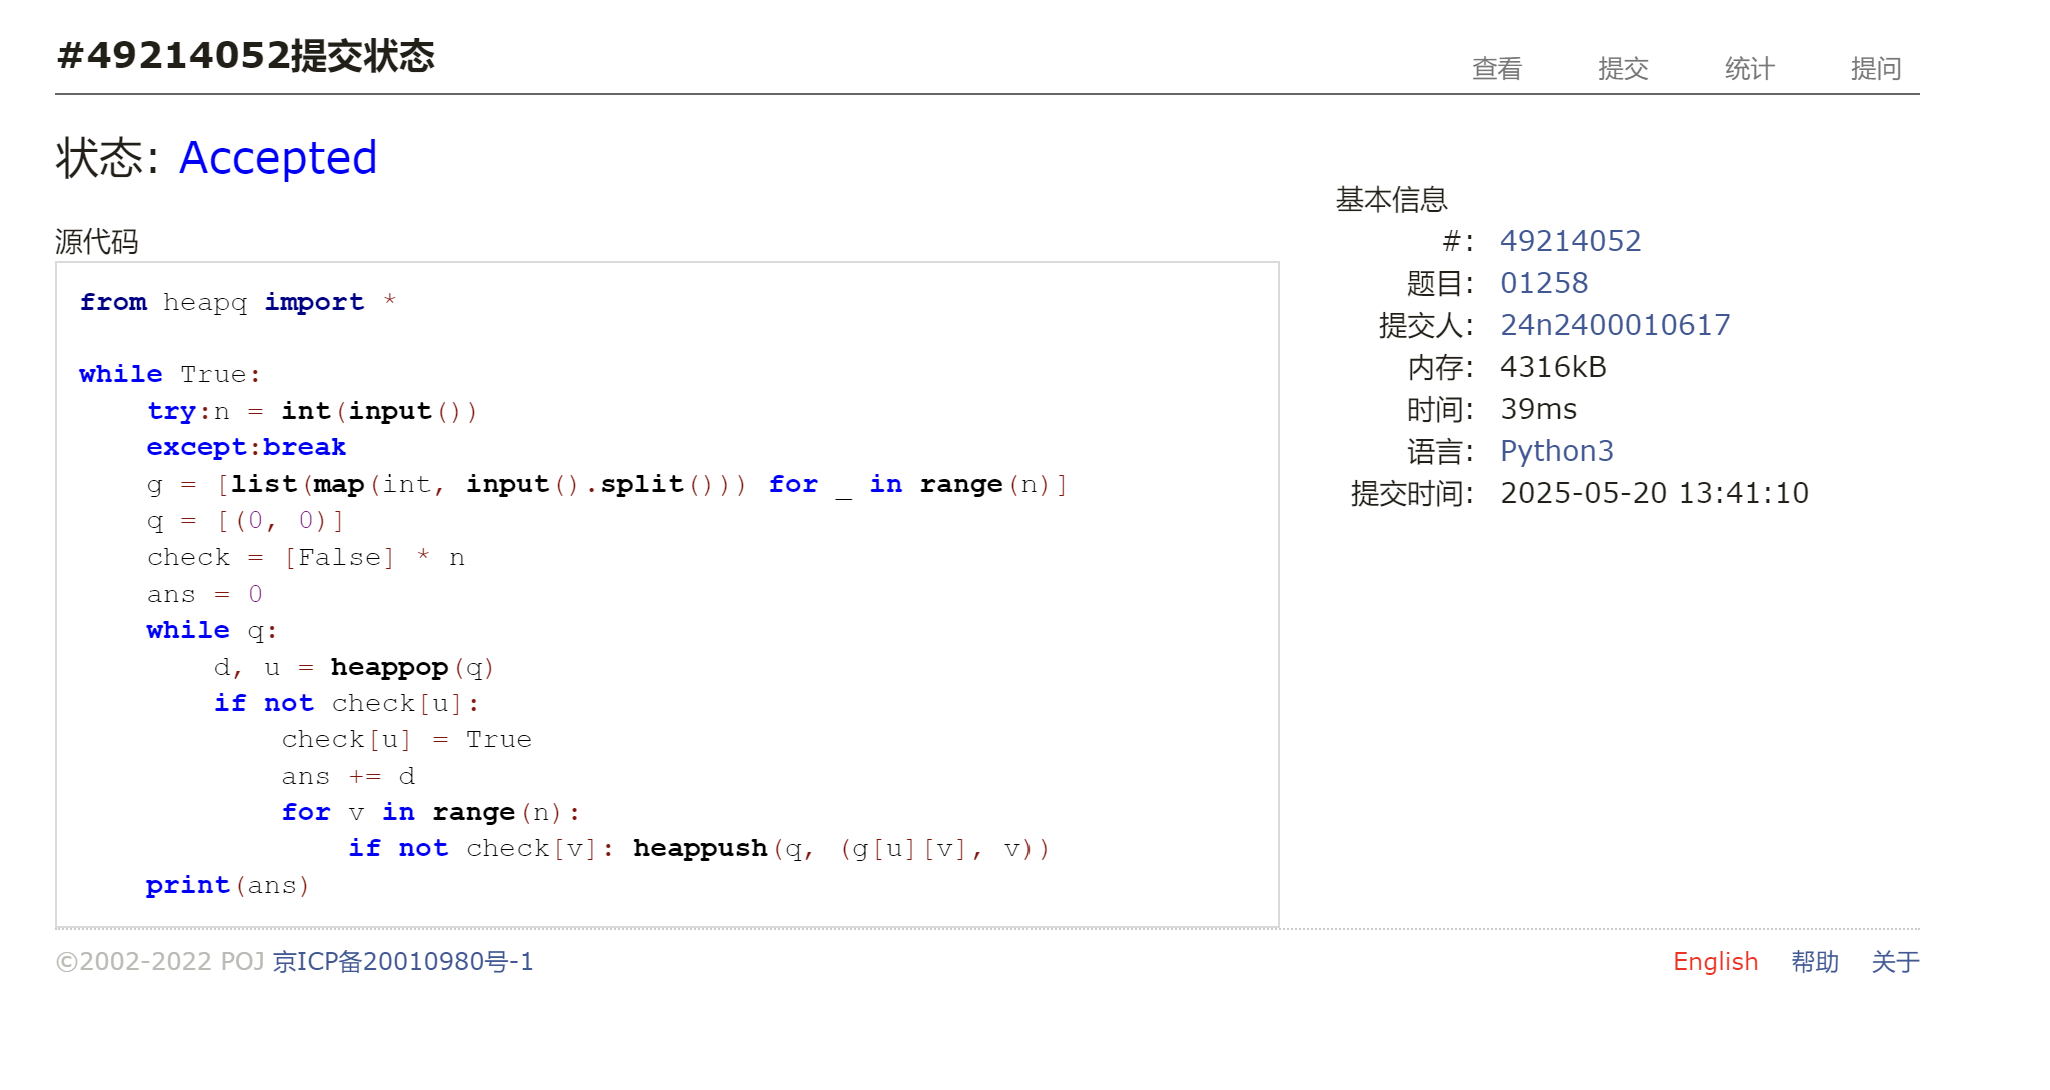 #49214052提交状态
查看 提交 统计 提问
状态: Accepted
源代码
from heapq import *
while True:
    try:n = int(input())
    except:break
    g = [list(map(int, input().split())) for _ in range(n)]
    q = [(0, 0)]
    check = [False] * n
    ans = 0
    while q:
        d, u = heappop(q)
        if not check[u]:
            check[u] = True
            ans += d
            for v in range(n):
                if not check[v]: heappush(q, (g[u][v], v))
    print(ans)
基本信息
#: 49214052
题目: 01258
提交人: 24n2400010617
内存: 4316kB
时间: 39ms
语言: Python3
提交时间: 2025-05-20 13:41:10
©2002-2022 POJ 京ICP备20010980号-1
English 帮助 关于